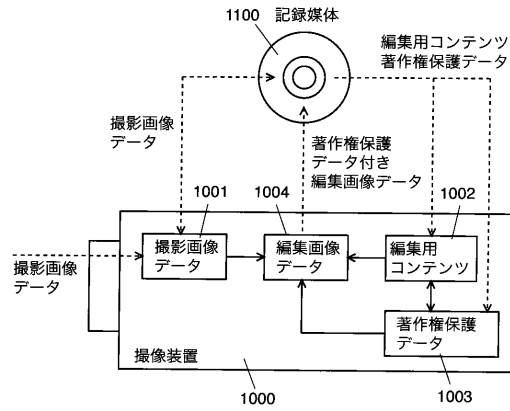 1100 記録媒体
編集用コンテンツ
著作権保護データ
撮影画像
データ
著作権保護
データ付き
編集画像データ
1001
1004
1002
撮影画像
データ
編集画像
データ
編集用
コンテンツ
撮影画像
データ
著作権保護
データ
撮像装置
1000
1003